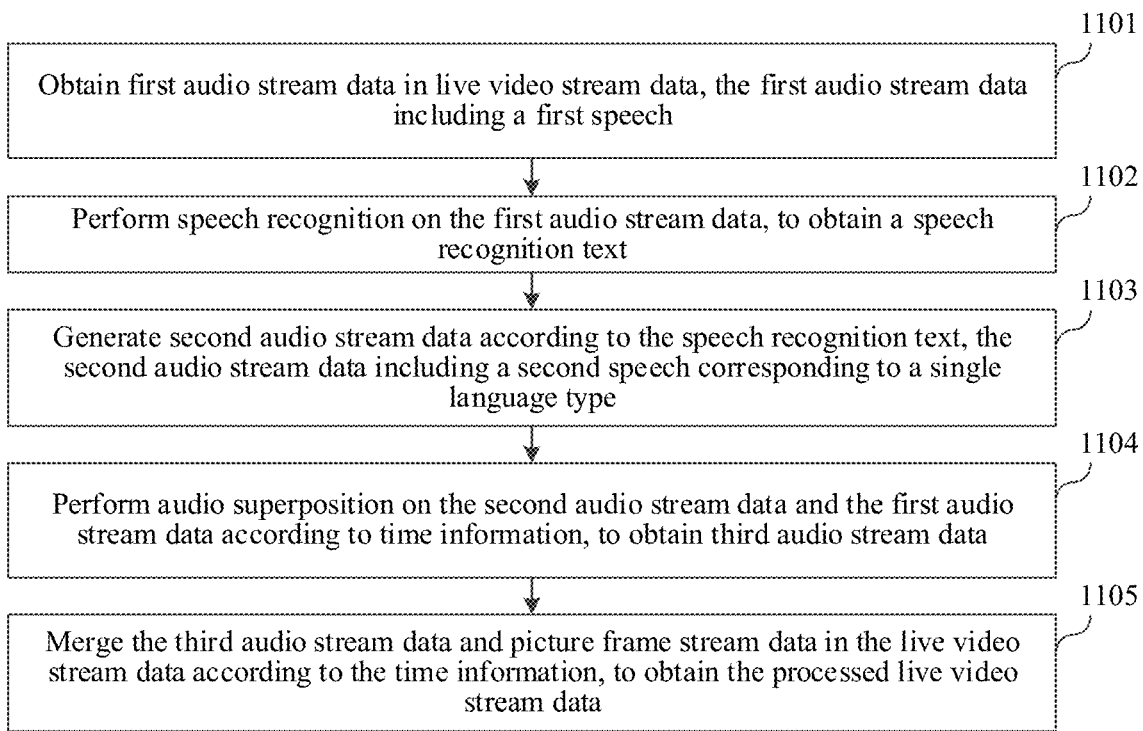 1101
Obtain first audio stream data in live video stream data, the first audio stream data
including a first speech
1102
Perform speech recognition on the first audio stream data, to obtain a speech
recognition text
1103
Generate second audio stream data according to the speech recognition text, the
second audio stream data including a second speech corresponding to a single
language type
1104
Perform audio superposition on the second audio stream data and the first audio
stream data according to time information, to obtain third audio stream data
1105
Merge the third audio stream data and picture frame stream data in the live video
stream data according to the time information, to obtain the processed live video
stream data